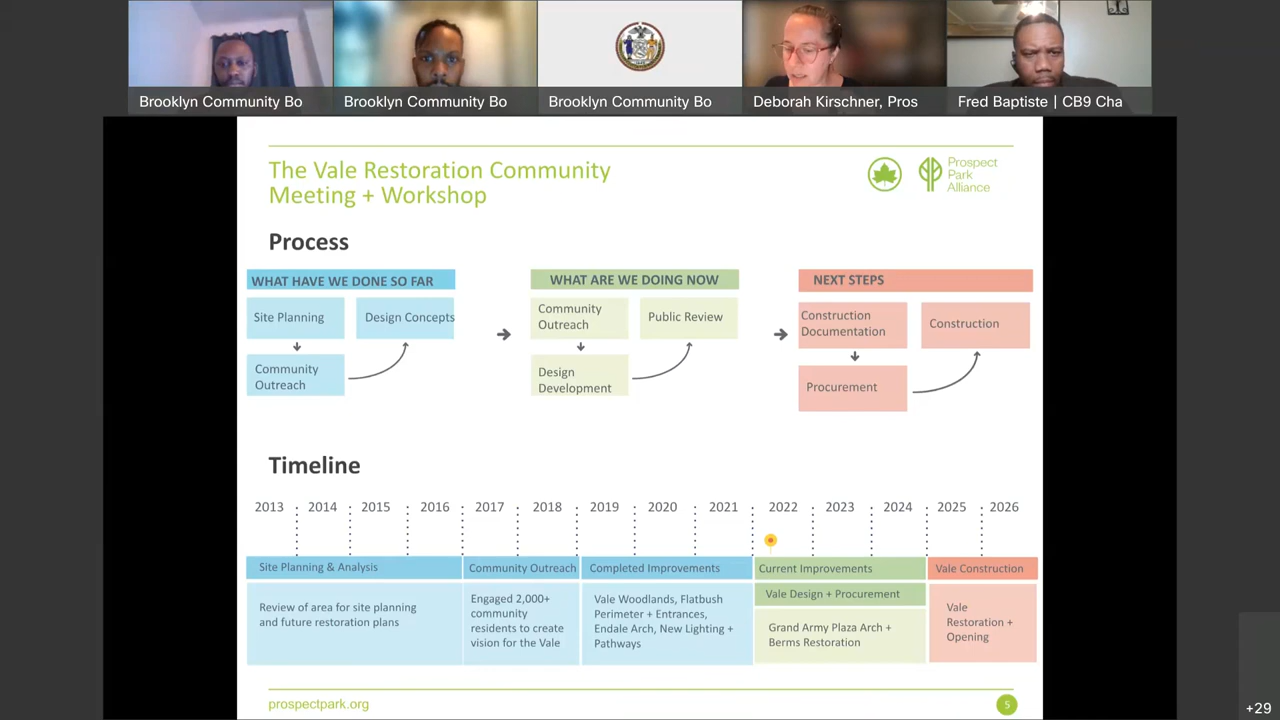 Brooklyn Community Bo
Brooklyn Community Bo
Brooklyn Community Bo
Deborah Kirschner, Pros
Fred Baptiste | CB9 Cha
The Vale Restoration Community
Meeting + Workshop
Prospect
Park
Alliance
Process
WHAT HAVE WE DONE SO FAR
Site Planning
Design Concepts
Community
Outreach
WHAT ARE WE DOING NOW
Community
Outreach
Public Review
Design
Development
NEXT STEPS
Construction
Documentation
Construction
Procurement
Timeline
2013 2014 2015 2016 2017 2018 2019 2020 2021 2022 2023 2024 2025 2026
Site Planning & Analysis
Review of area for site planning
and future restoration plans
Community Outreach
Engaged 2,000+
community
residents to create
vision for the Vale
Completed Improvements
Vale Woodlands, Flatbush
Perimeter + Entrances,
Endale Arch, New Lighting +
Pathways
Current Improvements
Vale Design + Procurement
Grand Army Plaza Arch +
Berms Restoration
Vale Construction
Vale
Restoration +
Opening
prospectpark.org
5
+29